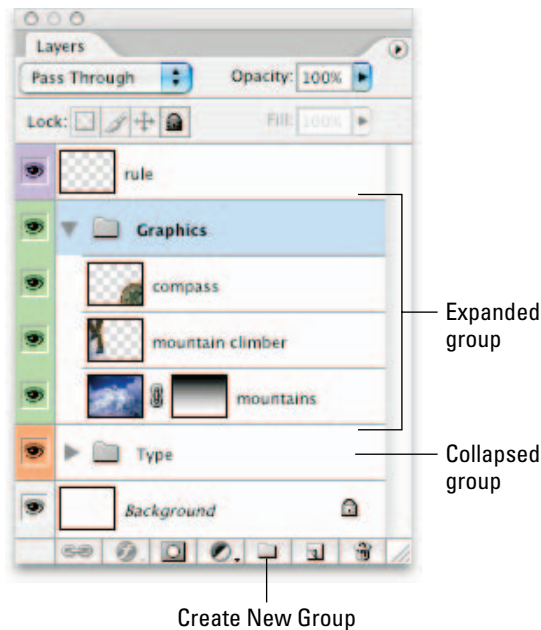 Layers
Pass Through Opacity: 100%
Lock: Fill: 100%
rule
Graphics
compass
mountain climber
mountains
Type
Background
Expanded
group
Collapsed
group
Create New Group